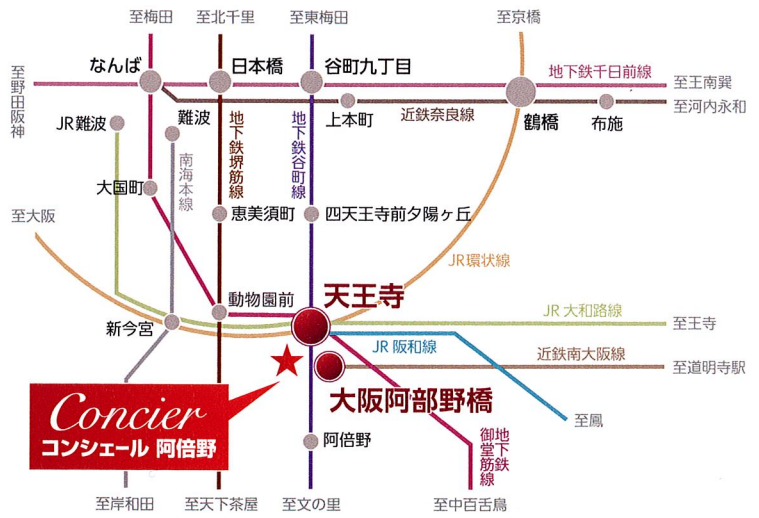 至梅田
至北千里
至東梅田
至京橋
至野田阪神
なんば
日本橋
谷町九丁目
地下鉄千日前線
至王南巽
至河内永和
JR難波
難波
上本町
近鉄奈良線
鶴橋
布施
地下鉄堺筋線
地下鉄谷町線
南海本線
大国町
至大阪
恵美須町
四天王寺前夕陽ヶ丘
JR環状線
天王寺
動物園前
新今宮
JR大和路線
至王寺
JR阪和線
近鉄南大阪線
至道明寺駅
大阪阿部野橋
Concier
コンシェール 阿倍野
阿倍野
至鳳
地下鉄
御堂筋線
至岸和田
至天下茶屋
至文の里
至中百舌鳥